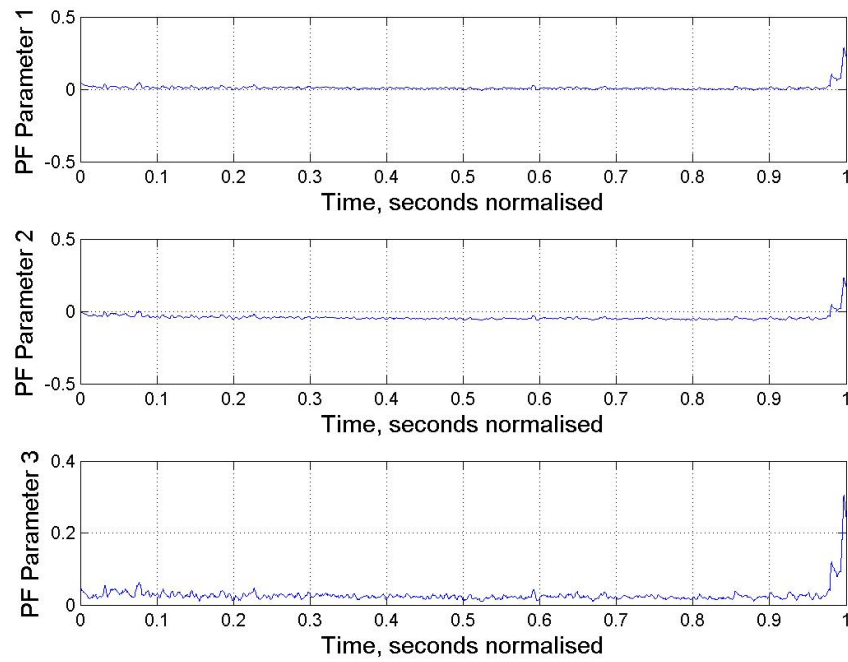 PF Parameter 1
0.5
0
-0.5
0 0.1 0.2 0.3 0.4 0.5 0.6 0.7 0.8 0.9 1
Time, seconds normalised
PF Parameter 2
0.5
0
-0.5
0 0.1 0.2 0.3 0.4 0.5 0.6 0.7 0.8 0.9 1
Time, seconds normalised
PF Parameter 3
0.4
0.2
0
0 0.1 0.2 0.3 0.4 0.5 0.6 0.7 0.8 0.9 1
Time, seconds normalised